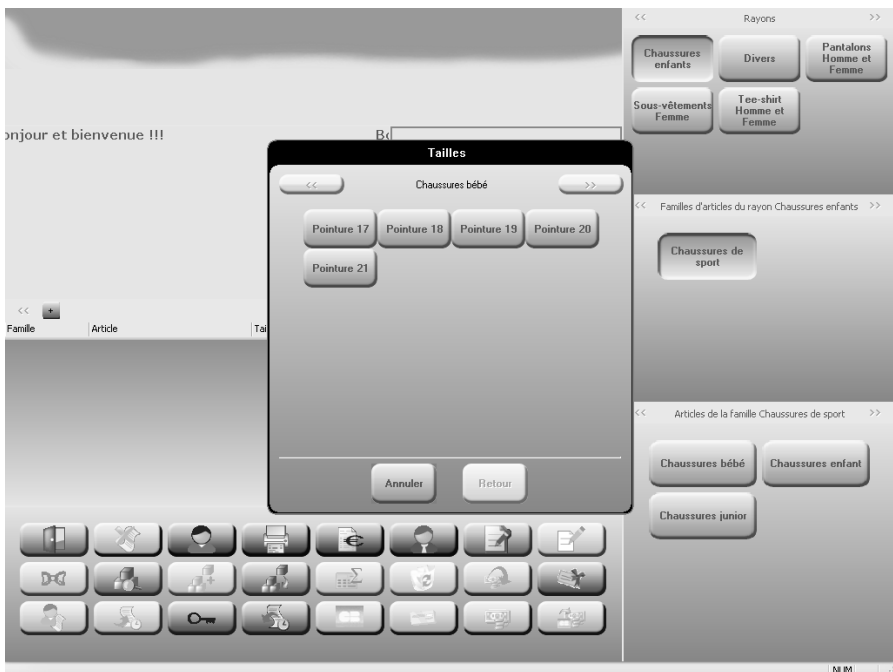 << Rayons >>
Chaussures
enfants
Divers
Pantalons
Homme et
Femme
Sous-vêtements
Femme
Tee-shirt
Homme et
Femme
onjour et bienvenue !!!
Bo
Tailles
<< Chaussures bébé >>
Pointure 17 Pointure 18 Pointure 19 Pointure 20
Pointure 21
Annuler Retour
<< Familles d'articles du rayon Chaussures enfants >>
Chaussures de
sport
<< +
Famille Article Tai
<< Articles de la famille Chaussures de sport >>
Chaussures bébé Chaussures enfant
Chaussures junior
CB
NUM